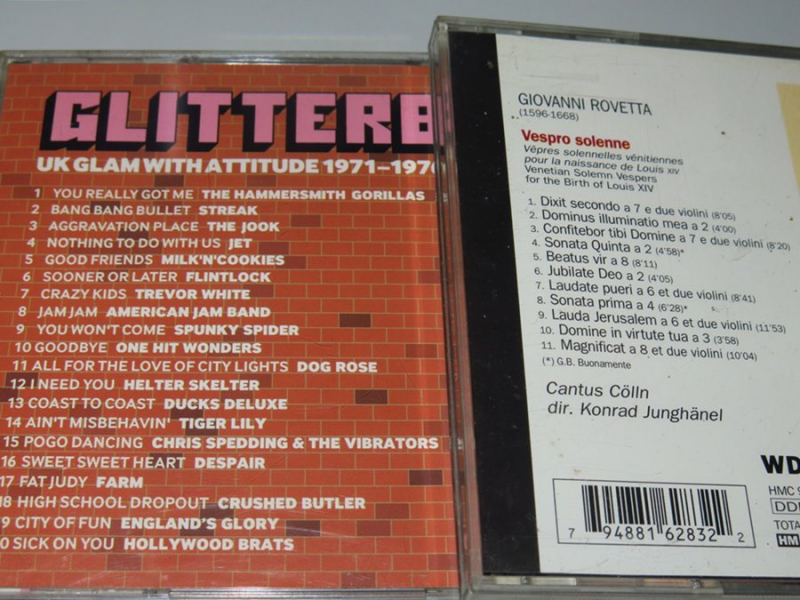 GLITTERB
UK GLAM WITH ATTITUDE 1971–1976
1 YOU REALLY GOT ME THE HAMMERSMITH GORILLAS
2 BANG BANG BULLET STREAK
3 AGGRAVATION PLACE THE JOOK
4 NOTHING TO DO WITH US JET
5 GOOD FRIENDS MILK'N'COOKIES
6 SOONER OR LATER FLINTLOCK
7 CRAZY KIDS TREVOR WHITE
8 JAM JAM AMERICAN JAM BAND
9 YOU WON'T COME SPUNKY SPIDER
10 GOODBYE ONE HIT WONDERS
11 ALL FOR THE LOVE OF CITY LIGHTS DOG ROSE
12 I NEED YOU HELTER SKELTER
13 COAST TO COAST DUCKS DELUXE
14 AIN'T MISBEHAVIN' TIGER LILY
15 POGO DANCING CHRIS SPEDDING & THE VIBRATORS
16 SWEET SWEET HEART DESPAIR
17 FAT JUDY FARM
18 HIGH SCHOOL DROPOUT CRUSHED BUTLER
9 CITY OF FUN ENGLAND'S GLORY
0 SICK ON YOU HOLLYWOOD BRATS
GIOVANNI ROVETTA
(1596-1668)
Vespro solenne
Vêpres solennelles vénitiennes
pour la naissance de Louis XIV
Venetian Solemn Vespers
for the Birth of Louis XIV
1. Dixit secondo a 7 e due violini (8'05)
2. Dominus illuminatio mea a 2 (4'00)
3. Confitebor tibi Domine a 7 e due violini (8'20)
4. Sonata Quinta a 2 (4'58)*
5. Beatus vir a 8 (8'11)
6. Jubilate Deo a 2 (4'05)
7. Laudate pueri a 6 et due violini (8'41)
8. Sonata prima a 4 (6'28)*
9. Lauda Jerusalem a 6 et due violini (11'53)
10. Domine in virtute tua a 3 (3'58)
11. Magnificat a 8 et due violini (10'04)
(*) G.B. Buonamente
Cantus Cölln
dir. Konrad Junghänel
WD
HMC 9
DD
TOTA
HM
7 94881 62832 2